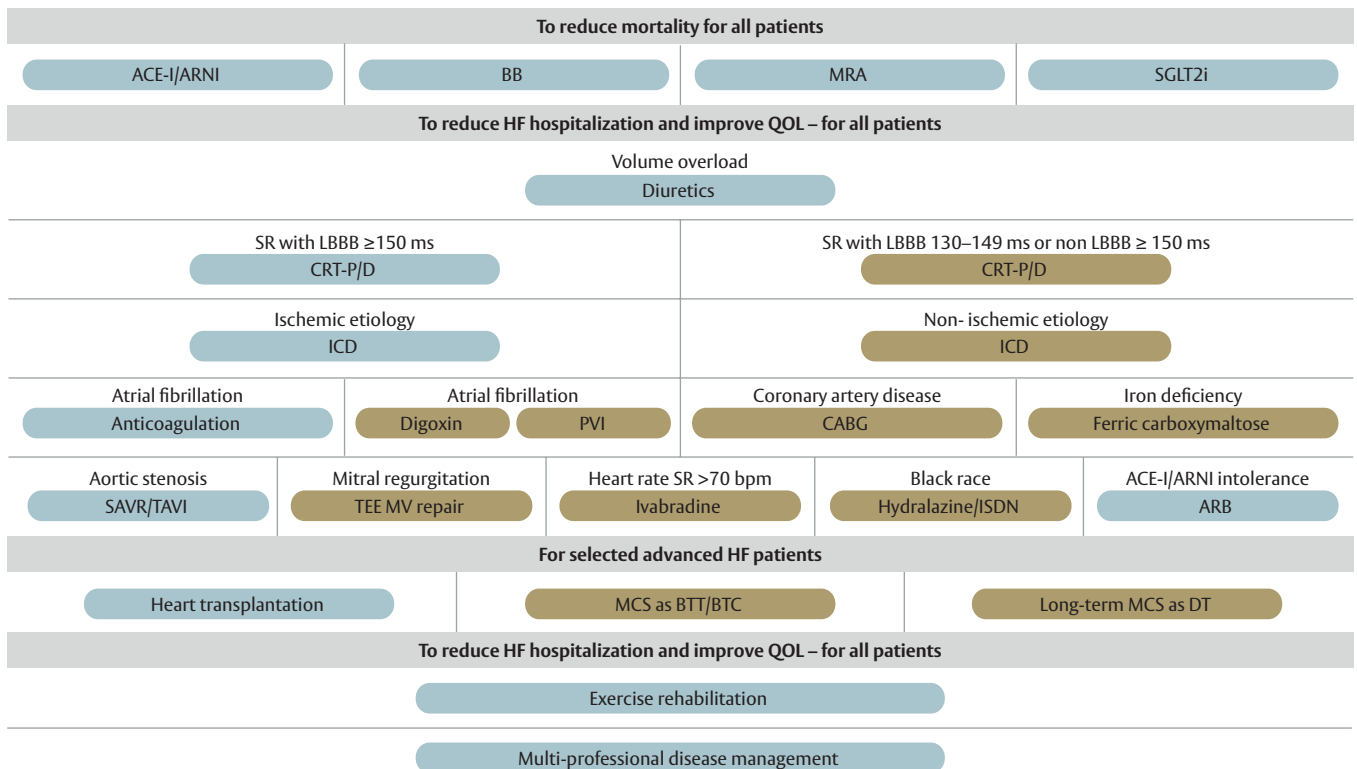 To reduce mortality for all patients
ACE-I/ARNI
BB
MRA
SGLT2i
To reduce HF hospitalization and improve QOL – for all patients
Volume overload
Diuretics
SR with LBBB ≥150 ms
CRT-P/D
SR with LBBB 130–149 ms or non LBBB ≥ 150 ms
CRT-P/D
Ischemic etiology
ICD
Non- ischemic etiology
ICD
Atrial fibrillation
Anticoagulation
Atrial fibrillation
Digoxin
PVI
Coronary artery disease
CABG
Iron deficiency
Ferric carboxymaltose
Aortic stenosis
SAVR/TAVI
Mitral regurgitation
TEE MV repair
Heart rate SR >70 bpm
Ivabradine
Black race
Hydralazine/ISDN
ACE-I/ARNI intolerance
ARB
For selected advanced HF patients
Heart transplantation
MCS as BTT/BTC
Long-term MCS as DT
To reduce HF hospitalization and improve QOL – for all patients
Exercise rehabilitation
Multi-professional disease management